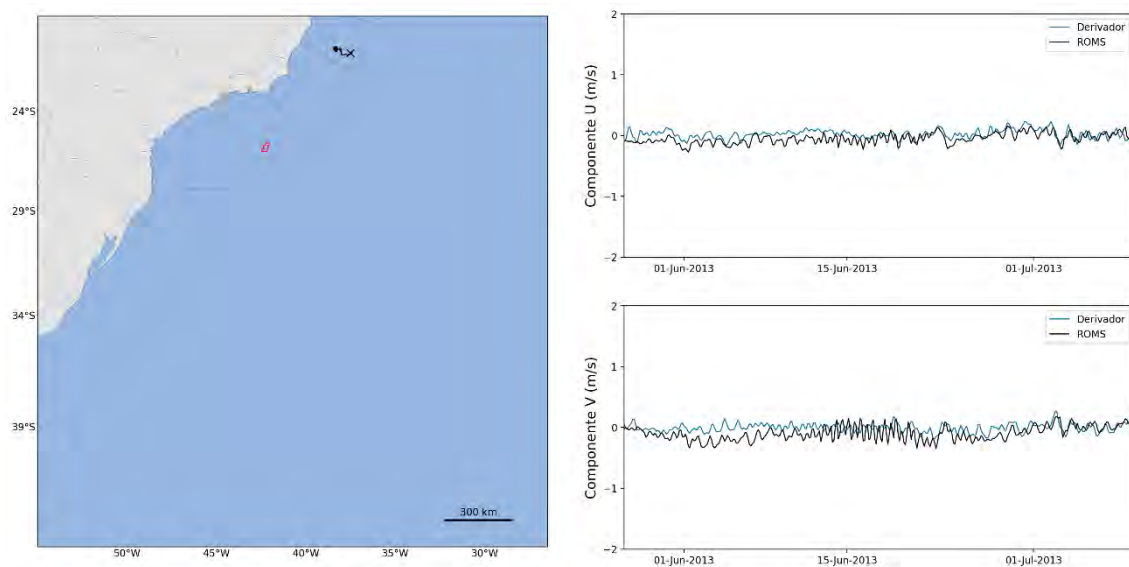 24°S
29°S
34°S
39°S
300 km
50°W
45°W
40°W
35°W
30°W
Componente U (m/s)
2
1
0
−1
−2
Derivador
ROMS
01-Jun-2013
15-Jun-2013
01-Jul-2013
Componente V (m/s)
2
1
0
−1
−2
Derivador
ROMS
01-Jun-2013
15-Jun-2013
01-Jul-2013